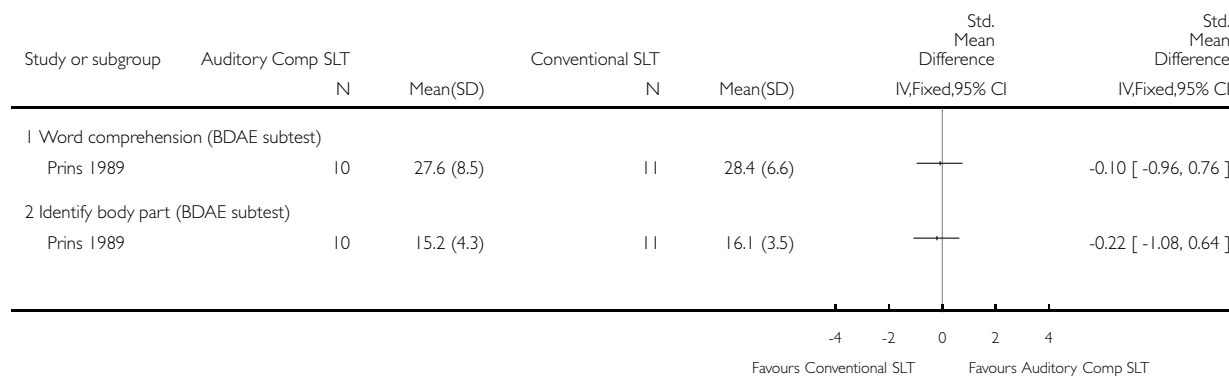 Study or subgroup Auditory Comp SLT Conventional SLT Std. Mean Difference Std. Mean Difference
N Mean(SD) N Mean(SD) IV,Fixed,95% CI IV,Fixed,95% CI
1 Word comprehension (BDAE subtest)
Prins 1989 10 27.6 (8.5) 11 28.4 (6.6) -0.10 [ -0.96, 0.76 ]
2 Identify body part (BDAE subtest)
Prins 1989 10 15.2 (4.3) 11 16.1 (3.5) -0.22 [ -1.08, 0.64 ]
-4 -2 0 2 4
Favours Conventional SLT Favours Auditory Comp SLT